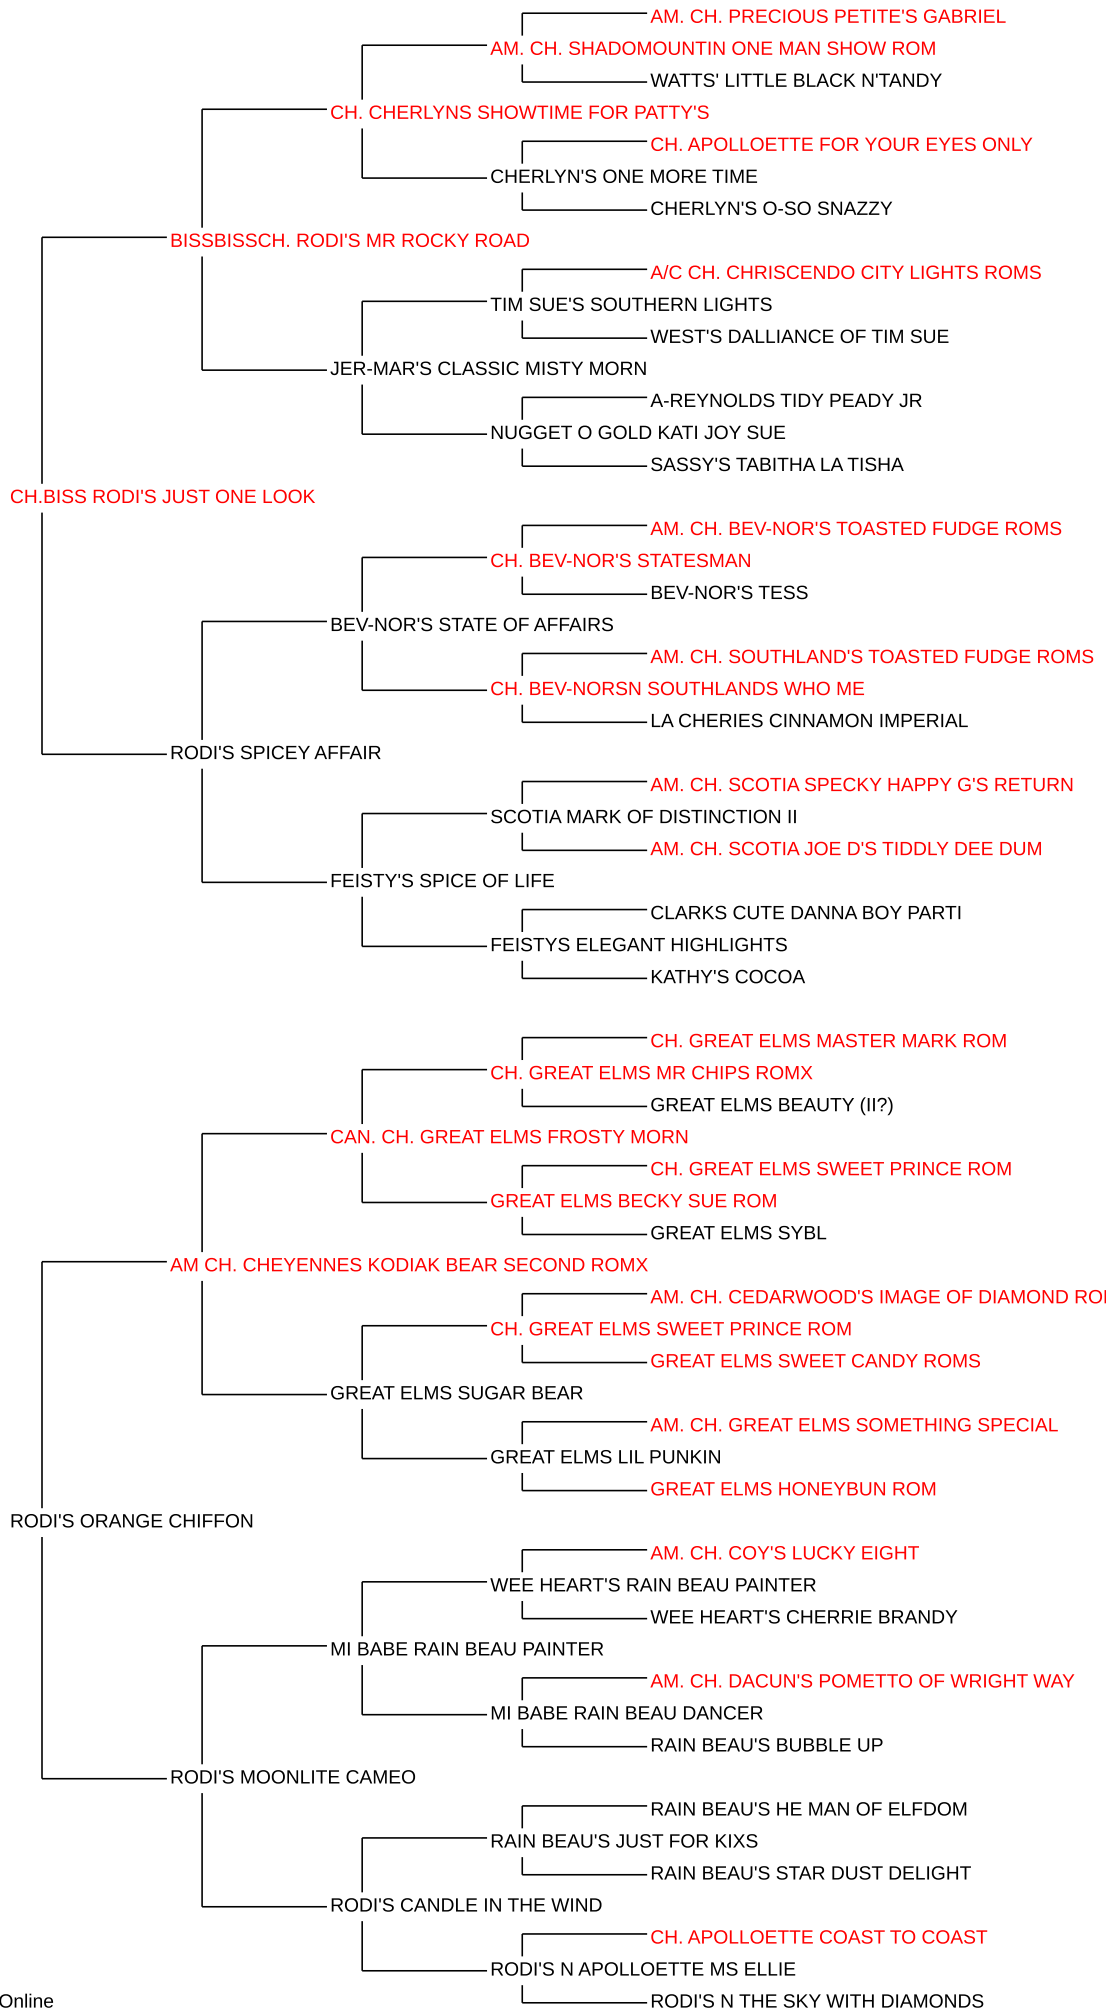 AM. CH. PRECIOUS PETITE'S GABRIEL
AM. CH. SHADOMOUNTIN ONE MAN SHOW ROM
WATTS' LITTLE BLACK N'TANDY
CH. CHERLYNS SHOWTIME FOR PATTY'S
CH. APOLLOETTE FOR YOUR EYES ONLY
CHERLYN'S ONE MORE TIME
CHERLYN'S O-SO SNAZZY
BISSBISSCH. RODI'S MR ROCKY ROAD
A/C CH. CHRISCENDO CITY LIGHTS ROMS
TIM SUE'S SOUTHERN LIGHTS
WEST'S DALLIANCE OF TIM SUE
JER-MAR'S CLASSIC MISTY MORN
A-REYNOLDS TIDY PEADY JR
NUGGET O GOLD KATI JOY SUE
SASSY'S TABITHA LA TISHA
CH.BISS RODI'S JUST ONE LOOK
AM. CH. BEV-NOR'S TOASTED FUDGE ROMS
CH. BEV-NOR'S STATESMAN
BEV-NOR'S TESS
BEV-NOR'S STATE OF AFFAIRS
AM. CH. SOUTHLAND'S TOASTED FUDGE ROMS
CH. BEV-NORSN SOUTHLANDS WHO ME
LA CHERIES CINNAMON IMPERIAL
RODI'S SPICEY AFFAIR
AM. CH. SCOTIA SPECKY HAPPY G'S RETURN
SCOTIA MARK OF DISTINCTION II
AM. CH. SCOTIA JOE D'S TIDDLY DEE DUM
FEISTY'S SPICE OF LIFE
CLARKS CUTE DANNA BOY PARTI
FEISTYS ELEGANT HIGHLIGHTS
KATHY'S COCOA
CH. GREAT ELMS MASTER MARK ROM
CH. GREAT ELMS MR CHIPS ROMX
GREAT ELMS BEAUTY (II?)
CAN. CH. GREAT ELMS FROSTY MORN
CH. GREAT ELMS SWEET PRINCE ROM
GREAT ELMS BECKY SUE ROM
GREAT ELMS SYBL
AM CH. CHEYENNES KODIAK BEAR SECOND ROMX
AM. CH. CEDARWOOD'S IMAGE OF DIAMOND
CH. GREAT ELMS SWEET PRINCE ROM
GREAT ELMS SWEET CANDY ROMS
GREAT ELMS SUGAR BEAR
AM. CH. GREAT ELMS SOMETHING SPECIAL
GREAT ELMS LIL PUNKIN
GREAT ELMS HONEYBUN ROM
RODI'S ORANGE CHIFFON
AM. CH. COY'S LUCKY EIGHT
WEE HEART'S RAIN BEAU PAINTER
WEE HEART'S CHERRIE BRANDY
MI BABE RAIN BEAU PAINTER
AM. CH. DACUN'S POMETTO OF WRIGHT WAY
MI BABE RAIN BEAU DANCER
RAIN BEAU'S BUBBLE UP
RODI'S MOONLITE CAMEO
RAIN BEAU'S HE MAN OF ELFDOM
RAIN BEAU'S JUST FOR KIXS
RAIN BEAU'S STAR DUST DELIGHT
RODI'S CANDLE IN THE WIND
CH. APOLLOETTE COAST TO COAST
RODI'S N APOLLOETTE MS ELLIE
RODI'S N THE SKY WITH DIAMONDS
Online